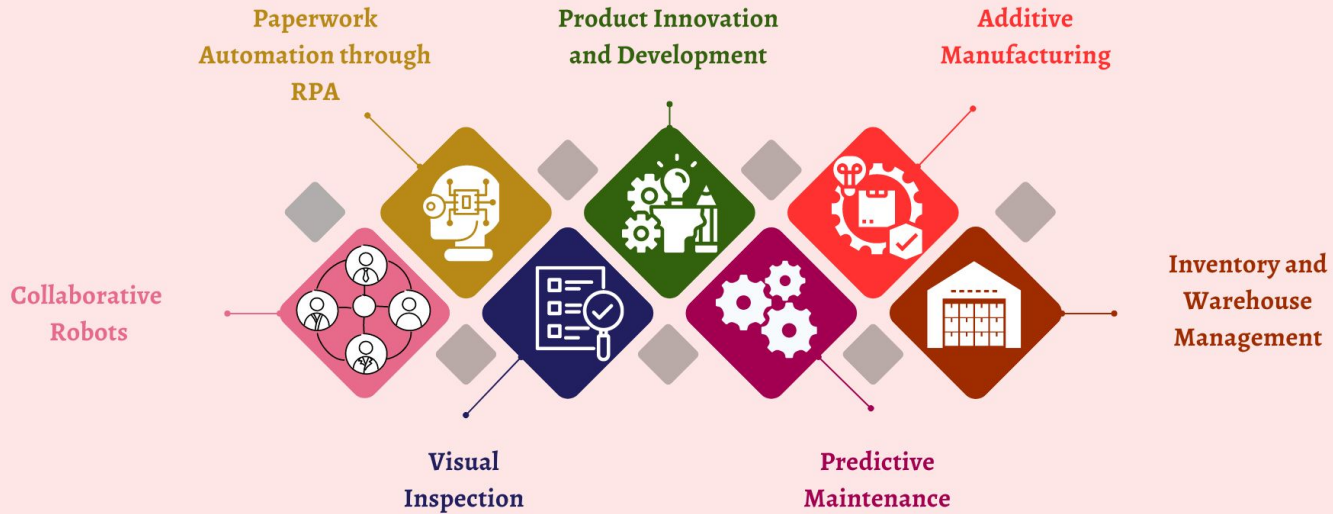 Paperwork
Automation through
RPA
Product Innovation
and Development
Additive
Manufacturing
Collaborative
Robots
Inventory and
Warehouse
Management
Visual
Inspection
Predictive
Maintenance